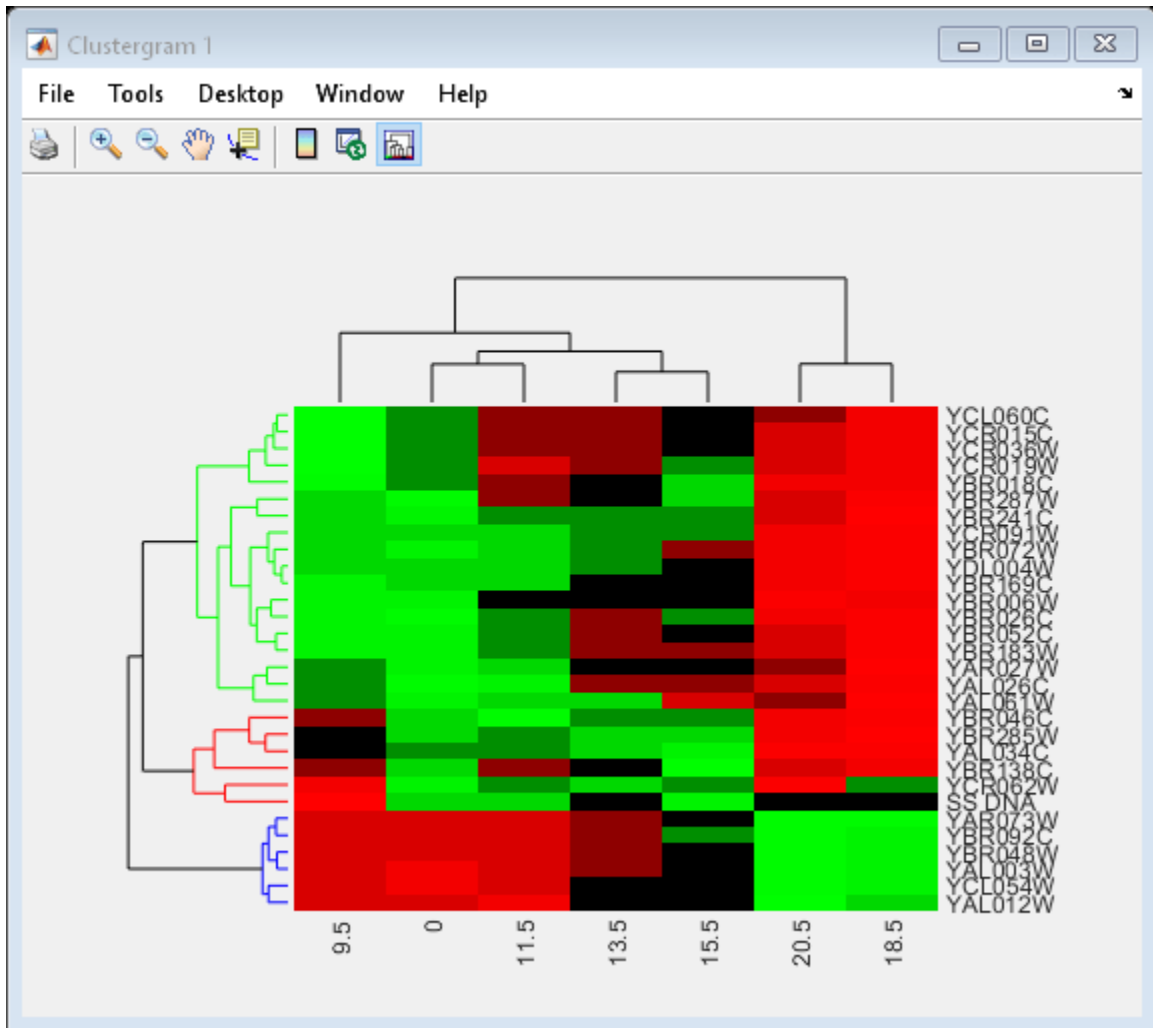 Clustergram 1
File Tools Desktop Window Help
YCL060C
YCR015C
YCR036W
YCR019W
YBR018C
YBR287W
YBR241C
YCR091W
YBR072W
YDL004W
YBR169C
YBR006W
YBR026C
YBR052C
YBR183W
YAR027W
YAL026C
YAL061W
YBR046C
YBR285W
YAL034C
YBR138C
YCR062W
SS DNA
YAR073W
YBR092C
YBR048W
YAL003W
YCL054W
YAL012W
9.5 0 11.5 13.5 15.5 20.5 18.5